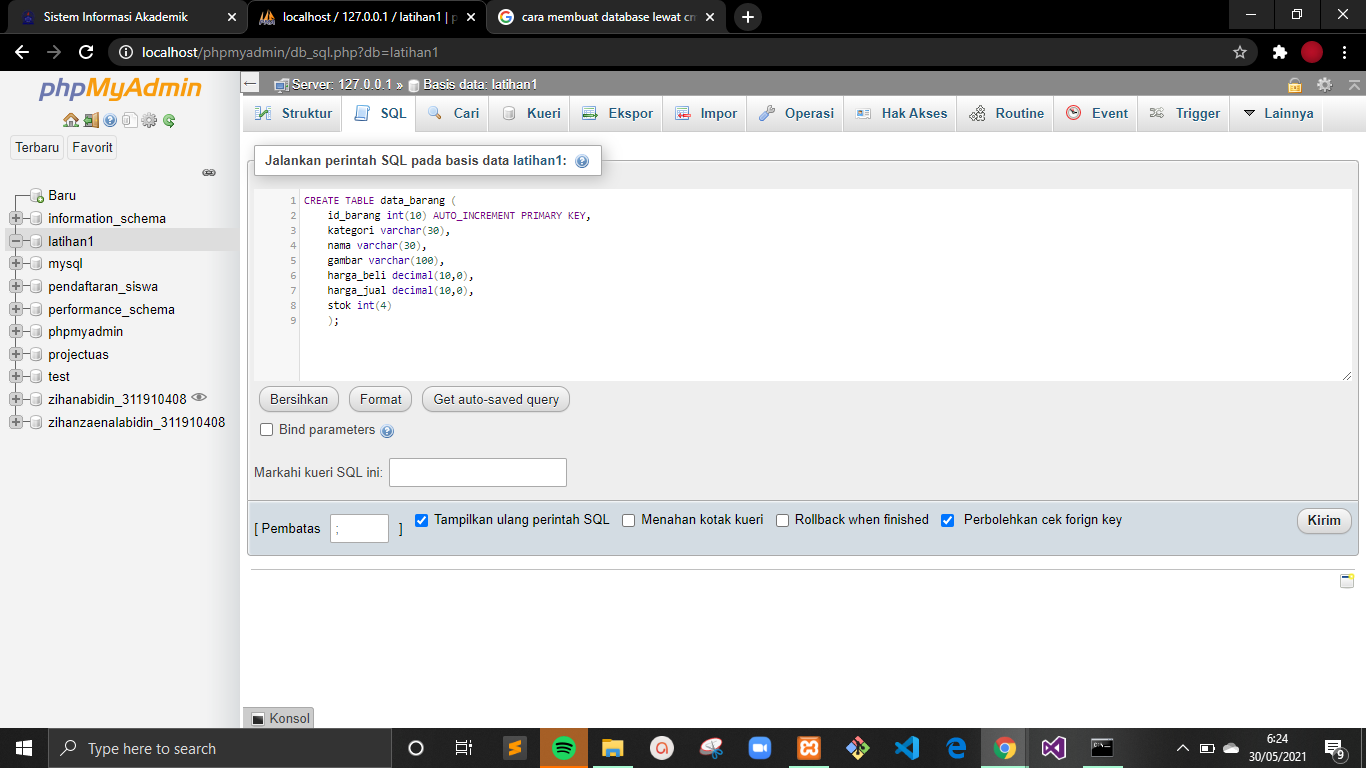 Sistem Informasi Akademik
localhost / 127.0.0.1 / latihan1 | p
cara membuat database lewat cm
localhost/phpmyadmin/db_sql.php?db=latihan1
phpMyAdmin
Terbaru Favorit
Baru
information_schema
latihan1
mysql
pendaftaran_siswa
performance_schema
phpmyadmin
projectuas
test
zihanabidin_311910408
zihanzaenalabidin_311910408
Server: 127.0.0.1 » Basis data: latihan1
Struktur SQL Cari Kueri Ekspor Impor Operasi Hak Akses Routine Event Trigger Lainnya
Jalankan perintah SQL pada basis data latihan1:
1 CREATE TABLE data_barang (
2 id_barang int(10) AUTO_INCREMENT PRIMARY KEY,
3 kategori varchar(30),
4 nama varchar(30),
5 gambar varchar(100),
6 harga_beli decimal(10,0),
7 harga_jual decimal(10,0),
8 stok int(4)
9 );
Bersihkan Format Get auto-saved query
Bind parameters
Markahi kueri SQL ini:
[ Pembatas ; ] Tampilkan ulang perintah SQL Menahan kotak kueri Rollback when finished Perbolehkan cek forign key Kirim
Konsol
Type here to search
6:24
30/05/2021
9